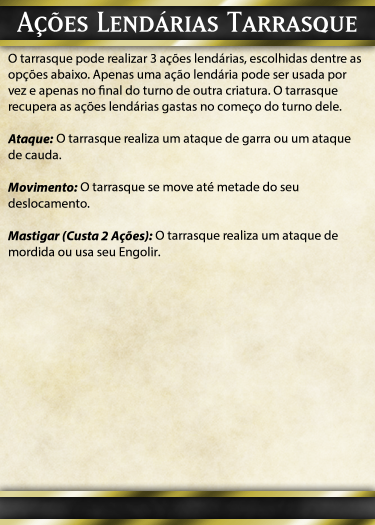 Ações Lendárias Tarrasque
O tarrasque pode realizar 3 ações lendárias, escolhidas dentre as
opções abaixo. Apenas uma ação lendária pode ser usada por
vez e apenas no final do turno de outra criatura. O tarrasque
recupera as ações lendárias gastas no começo do turno dele.
Ataque: O tarrasque realiza um ataque de garra ou um ataque
de cauda.
Movimento: O tarrasque se move até metade do seu
deslocamento.
Mastigar (Custa 2 Ações): O tarrasque realiza um ataque de
mordida ou usa seu Engolir.